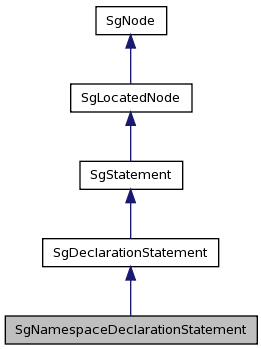 SgNode
SgLocatedNode
SgStatement
SgDeclarationStatement
SgNamespaceDeclarationStatement